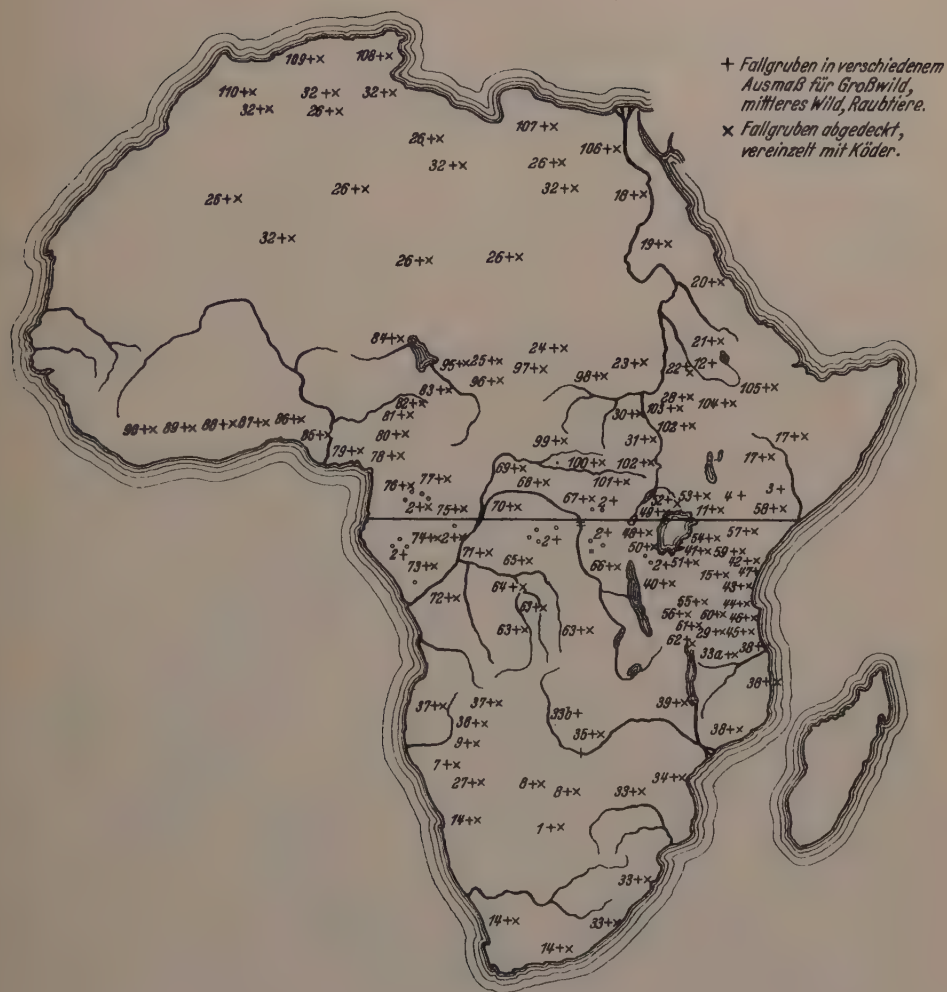 109+x 108+x
+ Fallgruben in verschiedenem
Ausmaß für Großwild,
mittleres Wild, Raubtiere.
x Fallgruben abgedeckt,
vereinzelt mit Köder.
110+x 32+x 32+x
32+x 26+x
107+x
26+x
106+x
32+x 26+x
26+x 26+x 32+x 18+x
32+x
19+x
26+x 26+x
20+x
84+x
21+x
24+x
95+x 25+x 97+x 23+x 22+x 12+
96+x 98+x
83+x 105+x
82+x 28+x 104+x
81+x 30+x 103+x
90+x 89+x 88+x 87+x 86+x
85+x 80+x 102+x
79+x 78+x 99+x 31+x 17+x
69+x 100+x 102+x 17+x
76+x 77+x 68+x 101+x
2+x 75+x 70+x 67+x 2+ 52+x 53+x 4+ 3+
49+x 11+x 58+x
74+x 2+x 2+ 2+ 48+x 54+x 57+x
2+ 71+x 65+x 50+x 41+x 59+x
73+x 66+x 2+ 51+x 42+x
64+x 40+x 15+x 47+x
72+x 43+x
63+x 55+x 44+x
56+x 60+x 46+x
63+x 63+x 61+x 29+x 45+x
62+x 33a+x 38+x
37+x 37+x 39+x 38+x
36+x 33b+
9+x 35+x 38+x
7+x
27+x 8+x 8+x 33+x 34+x
14+x 1+x
33+x
14+x 33+x
14+x